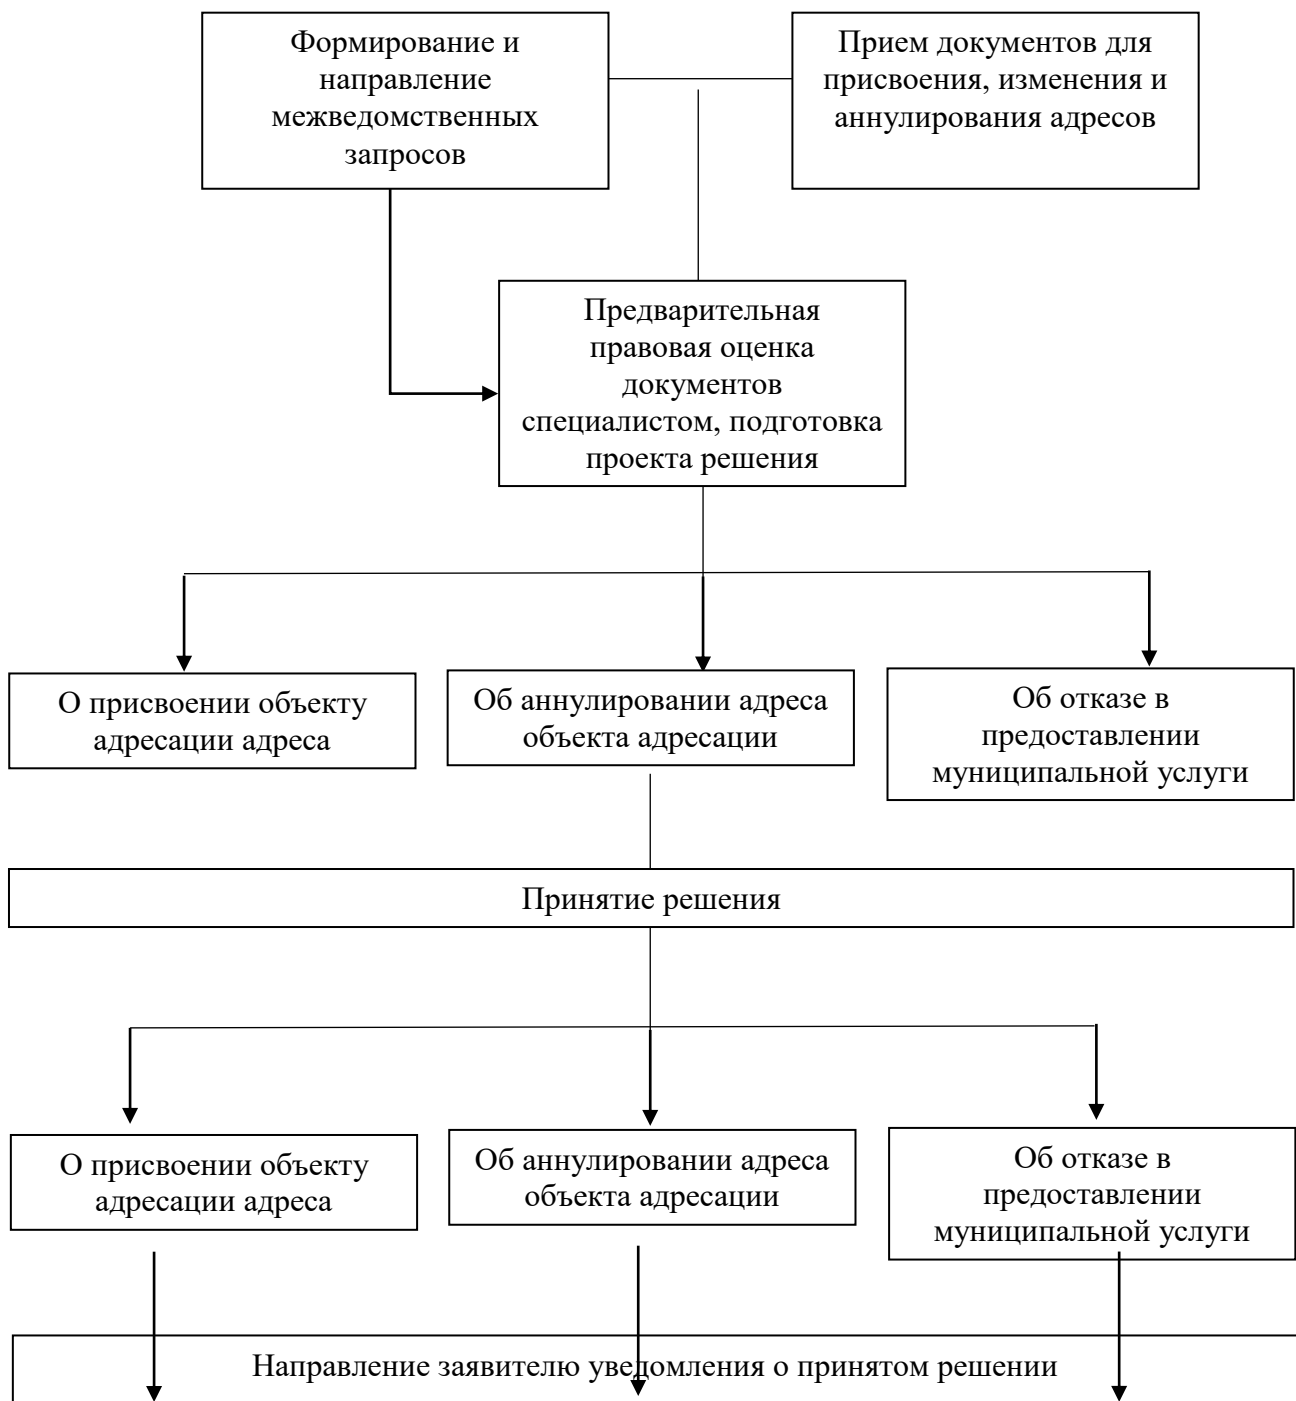 Формирование и
направление
межведомственных
запросов
Прием документов для
присвоения, изменения и
аннулирования адресов
Предварительная
правовая оценка
документов
специалистом, подготовка
проекта решения
О присвоении объекту
адресации адреса
Об аннулировании адреса
объекта адресации
Об отказе в
предоставлении
муниципальной услуги
Принятие решения
О присвоении объекту
адресации адреса
Об аннулировании адреса
объекта адресации
Об отказе в
предоставлении
муниципальной услуги
Направление заявителю уведомления о принятом решении